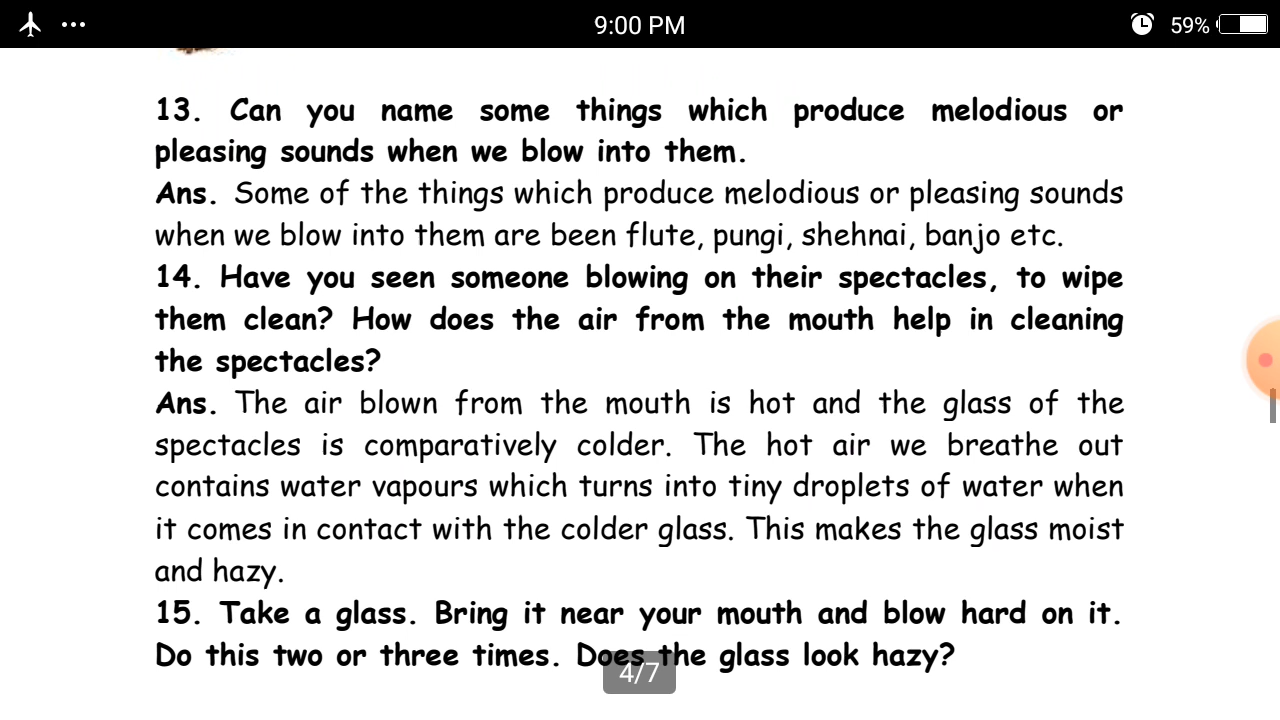 9:00 PM
59%
13. Can you name some things which produce melodious or
pleasing sounds when we blow into them.
Ans. Some of the things which produce melodious or pleasing sounds
when we blow into them are been flute, pungi, shehnai, banjo etc.
14. Have you seen someone blowing on their spectacles, to wipe
them clean? How does the air from the mouth help in cleaning
the spectacles?
Ans. The air blown from the mouth is hot and the glass of the
spectacles is comparatively colder. The hot air we breathe out
contains water vapours which turns into tiny droplets of water when
it comes in contact with the colder glass. This makes the glass moist
and hazy.
15. Take a glass. Bring it near your mouth and blow hard on it.
Do this two or three times. Does the glass look hazy?
4/7